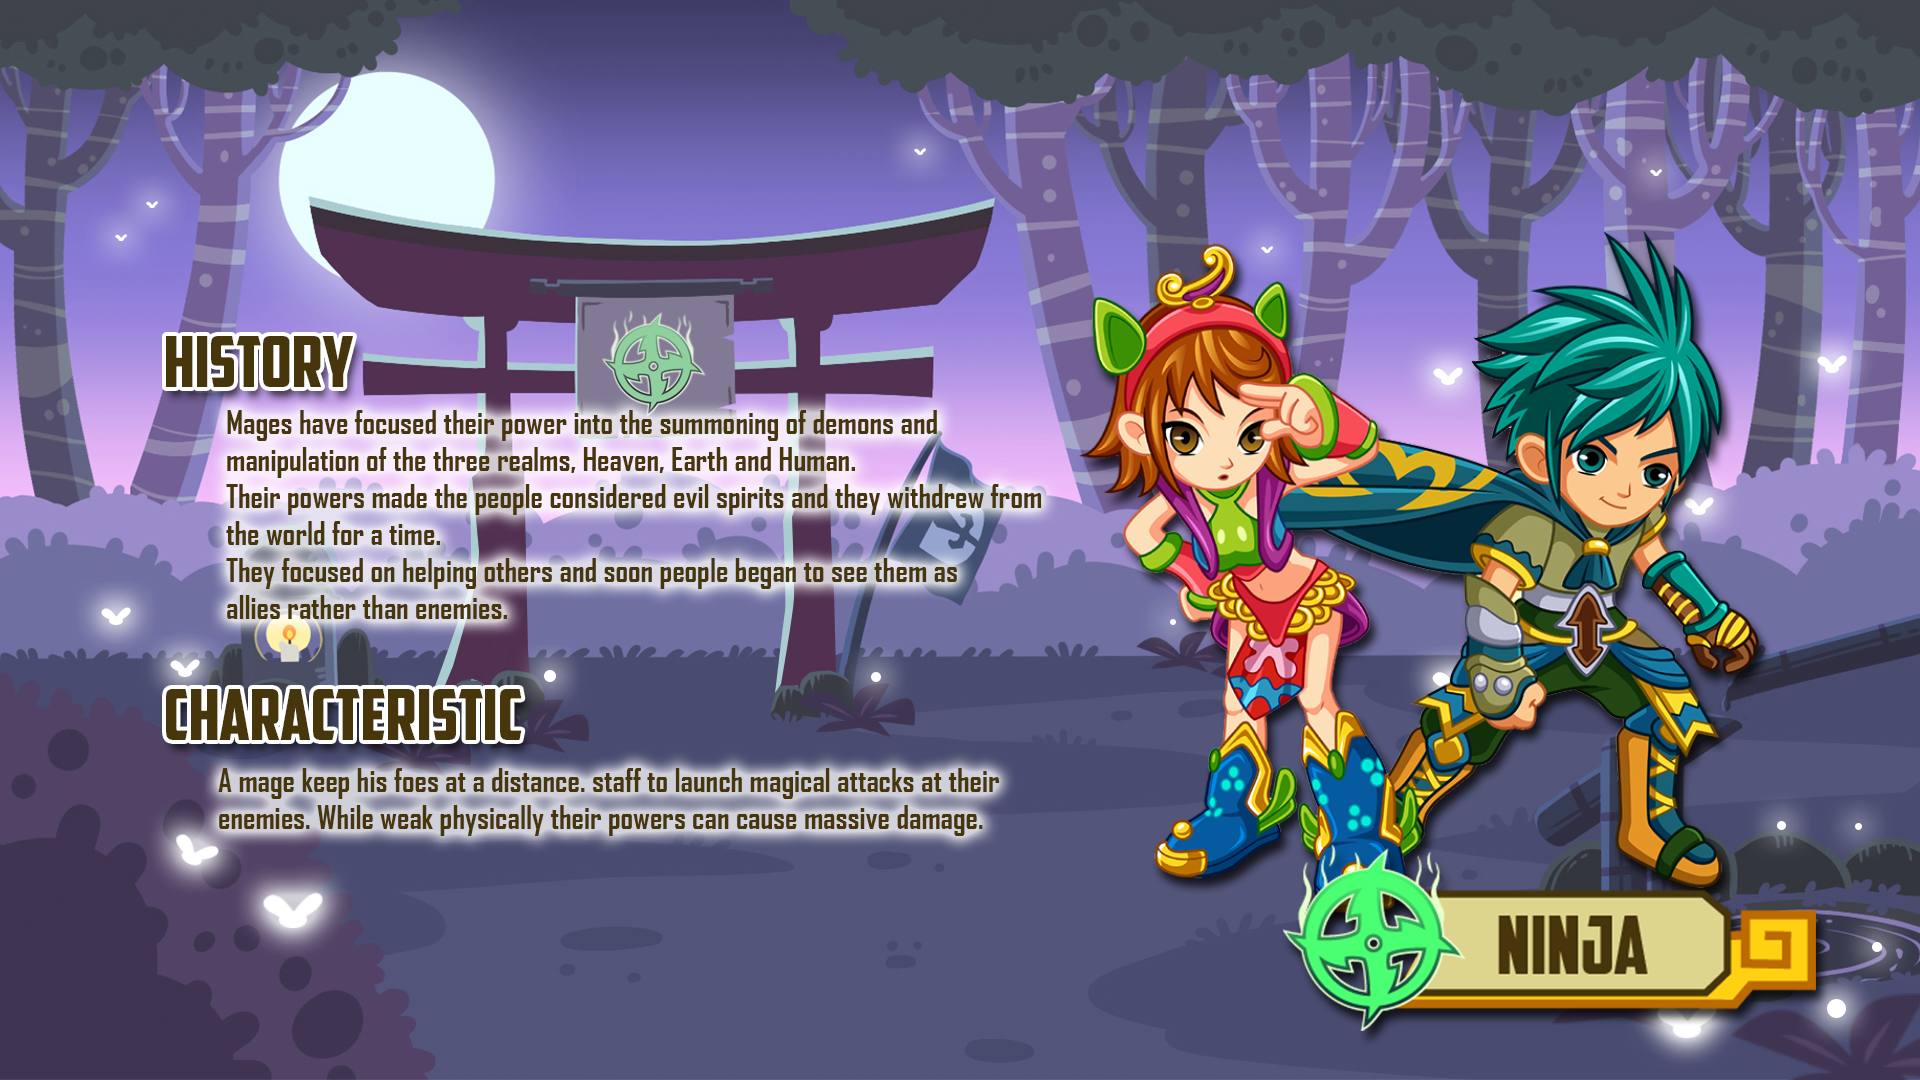 HISTORY
Mages have focused their power into the summoning of demons and
manipulation of the three realms, Heaven, Earth and Human.
Their powers made the people considered evil spirits and they withdrew from
the world for a time.
They focused on helping others and soon people began to see them as
allies rather than enemies.
CHARACTERISTIC
A mage keep his foes at a distance. staff to launch magical attacks at their
enemies. While weak physically their powers can cause massive damage.
NINJA